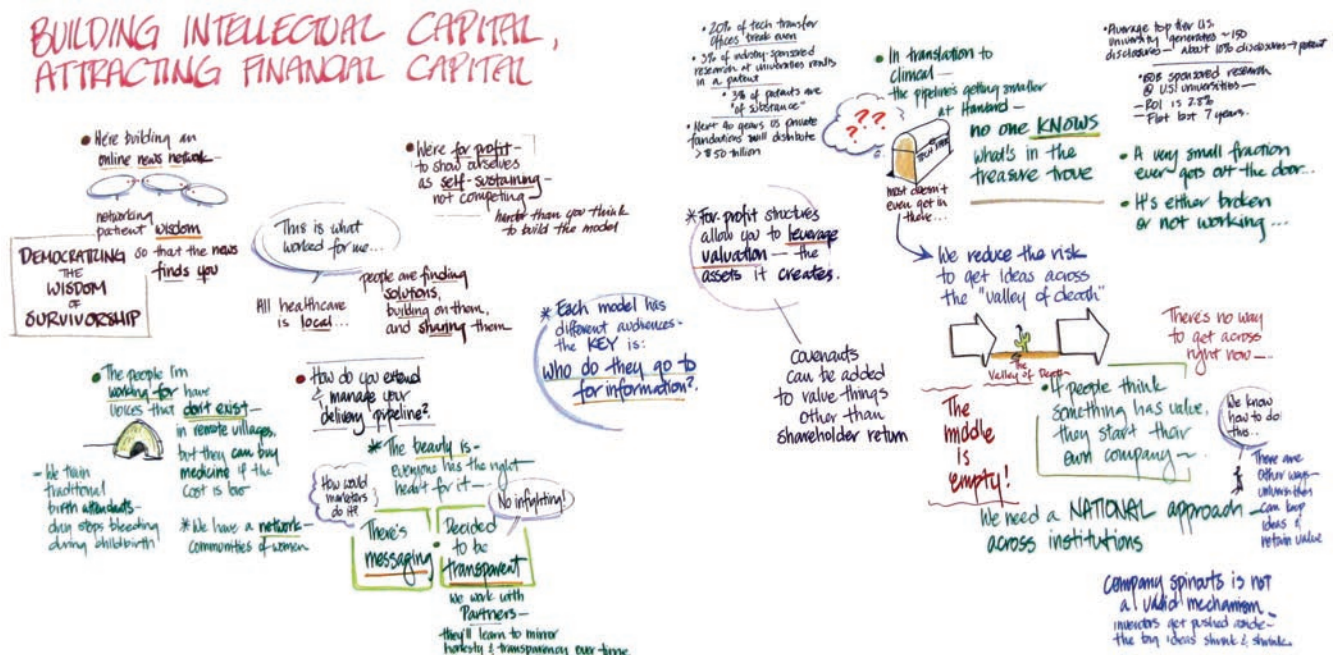 BUILDING INTELLECTUAL CAPITAL,
ATTRACTING FINANCIAL CAPITAL
• We're building an
online news network—
networking
patient wisdom
so that the news
finds you
DEMOCRATIZING
THE
WISDOM
OF
SURVIVORSHIP
• We're for profit—
to show ourselves
as self-sustaining—
not competing
harder than you think
to build the model
This is what
worked for me...
All healthcare
is local...
people are finding
solutions,
building on them,
and sharing them
* Each model has
different audiences-
the KEY is:
who do they go to
for information?
• The people I'm
working for have
voices that don't exist—
in remote villages,
but they can buy
medicine if the
cost is low
- We train
traditional
birth attendants—
drug stops bleeding
during childbirth
* We have a network—
communities of women
• How do you extend
& manage your
'delivery pipeline'?
* The beauty is-
everyone has the right
heart for it—
How would
marketers
do it?
No infighting!
There's
messaging
• Decided
to be
transparent
We work with
Partners—
they'll learn to mirror
honesty & transparency over time
• 20% of tech transfer
offices break even
• 3% of industry-sponsored
research at universities results
in a patent
• 3% of patents are
"of substance"
• Next 40 years US private
foundations will distribute
>$50 trillion
* For-profit structures
allow you to leverage
valuation — the
assets it creates.
covenants
can be added
to value things
other than
shareholder return
• In translation to
clinical—
the pipeline's getting smaller
at Harvard—
???
TECH TREE
no one KNOWS
what's in the
treasure trove
most doesn't
even get in
there...
• Average top tier U.S.
University generates ~150
disclosures— about 10% disclosures→patent
sponsored research
@ U.S. universities—
- ROI is 2.8%
- Flat last 7 years.
• A very small fraction
ever gets out the door...
• It's either broken
or not working...
We reduce the risk
to get ideas across
the "valley of death"
The
Valley of Death
There's no way
to get across
right now—
The
middle
is
empty!
• If people think
something has value,
they start their
own company~
We know
how to do
this...
There are
other ways—
universities
can buy
ideas &
retain value
We need a NATIONAL approach—
across institutions
Company spinouts is not
a valid mechanism—
inventors get pushed aside—
the big ideas shrink & shrink.